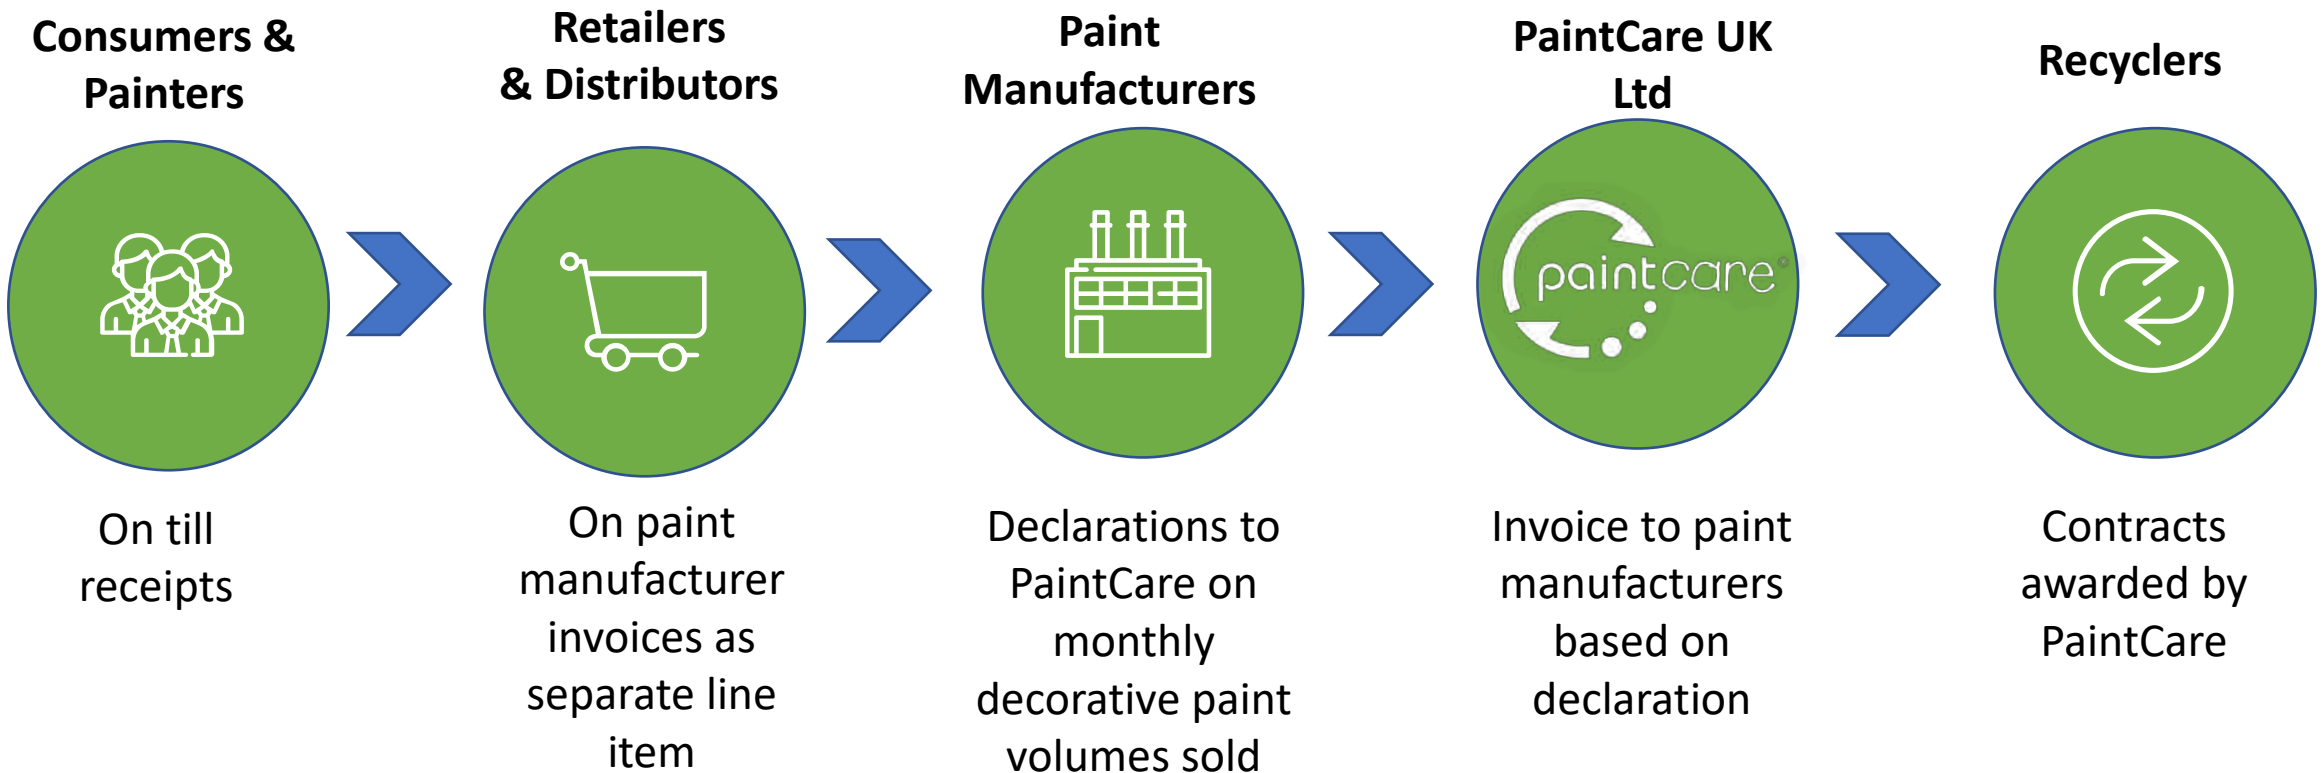 Consumers &
Painters
Retailers
& Distributors
Paint
Manufacturers
PaintCare UK
Ltd
Recyclers
paintcare®
On till
receipts
On paint
manufacturer
invoices as
separate line
item
Declarations to
PaintCare on
monthly
decorative paint
volumes sold
Invoice to paint
manufacturers
based on
declaration
Contracts
awarded by
PaintCare